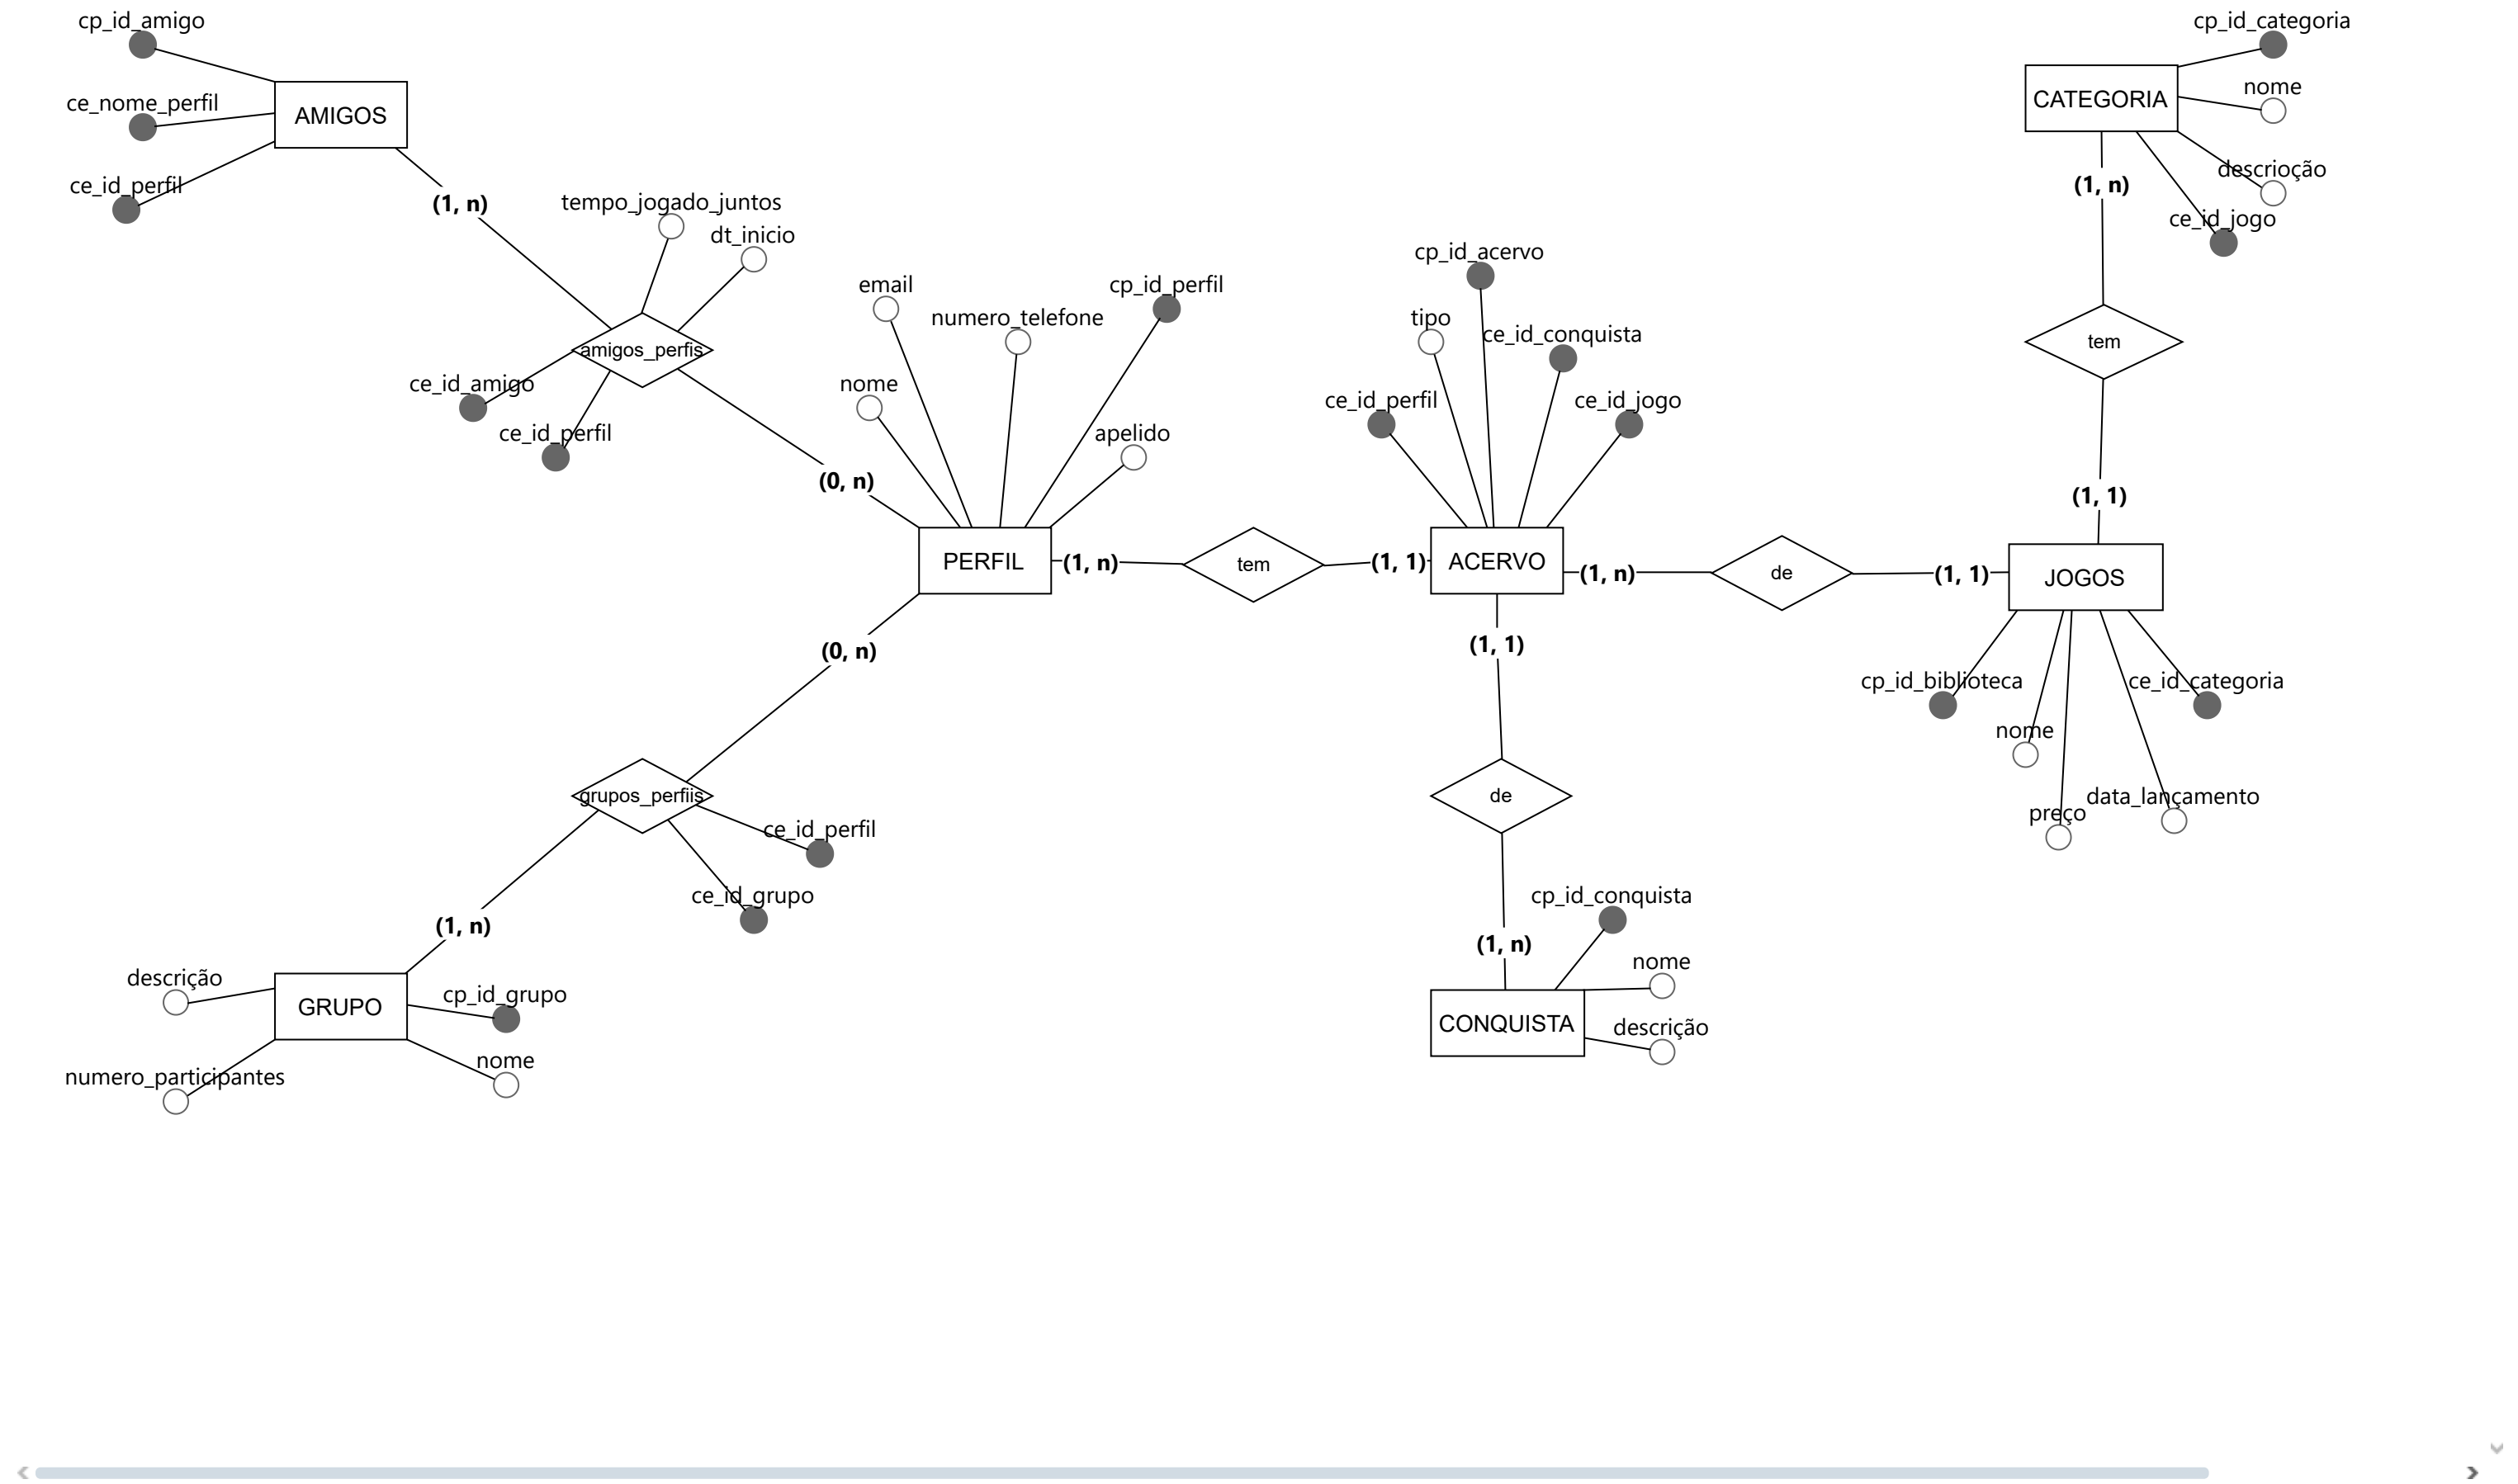 cp_id_amigo
cp_id_categoria
AMIGOS
ce_nome_perfil
ce_id_perfil
(1, n)
CATEGORIA
nome
descrioção
ce_id_jogo
(1, n)
tempo_jogado_juntos
dt_inicio
amigos_perfis
ce_id_amigo
ce_id_perfil
(0, n)
email
numero_telefone
cp_id_perfil
nome
apelido
cp_id_acervo
tipo
ce_id_conquista
ce_id_perfil
ce_id_jogo
tem
(1, 1)
PERFIL
(1, n)
tem
(1, 1)
ACERVO
(1, n)
de
(1, 1)
JOGOS
(0, n)
(1, 1)
cp_id_biblioteca
ce_id_categoria
nome
preço
data_lançamento
grupos_perfiis
ce_id_perfil
ce_id_grupo
de
(1, n)
(1, n)
cp_id_conquista
nome
CONQUISTA
descrição
descrição
GRUPO
cp_id_grupo
nome
numero_participantes